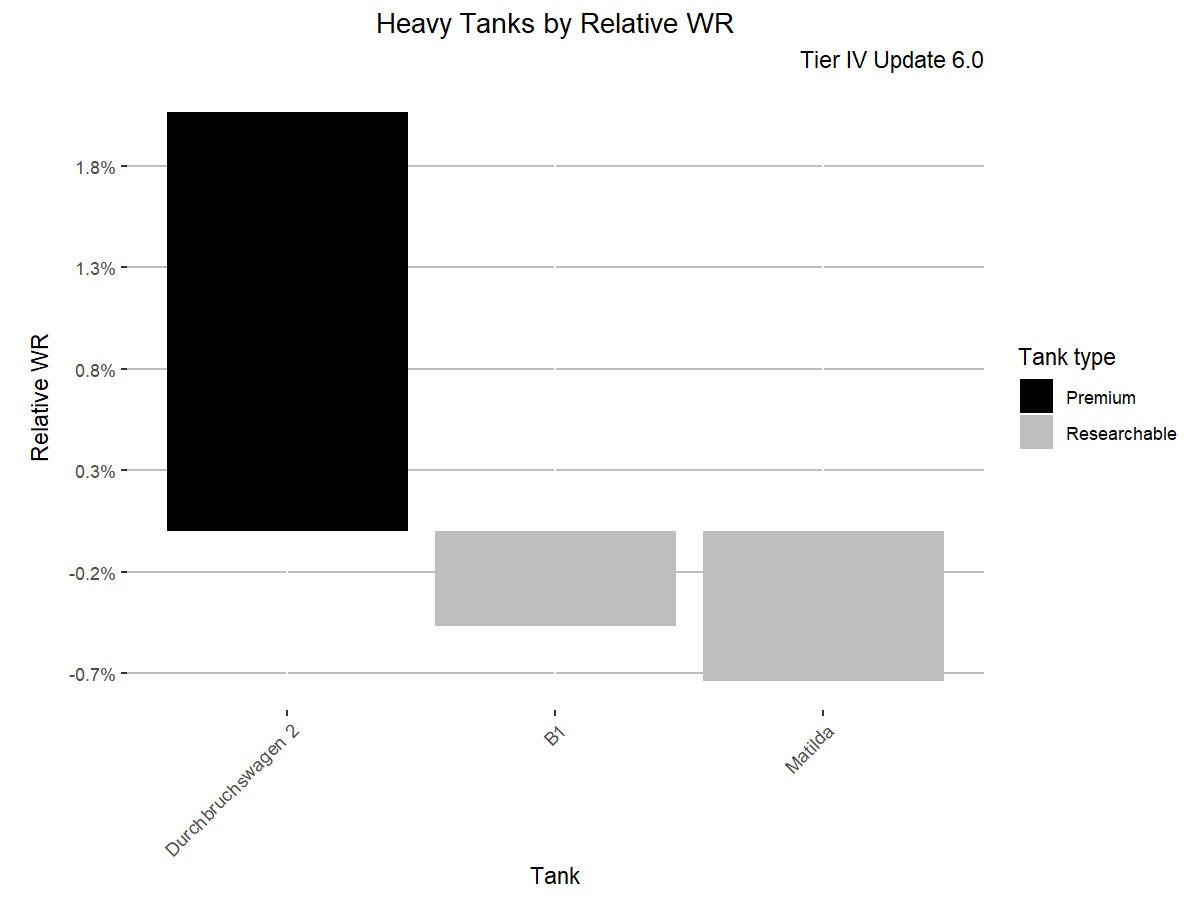 Heavy Tanks by Relative WR
Tier IV Update 6.0
Relative WR
1.8%
1.3%
0.8%
0.3%
-0.2%
-0.7%
Durchbruchswagen 2
B1
Matilda
Tank
Tank type
Premium
Researchable